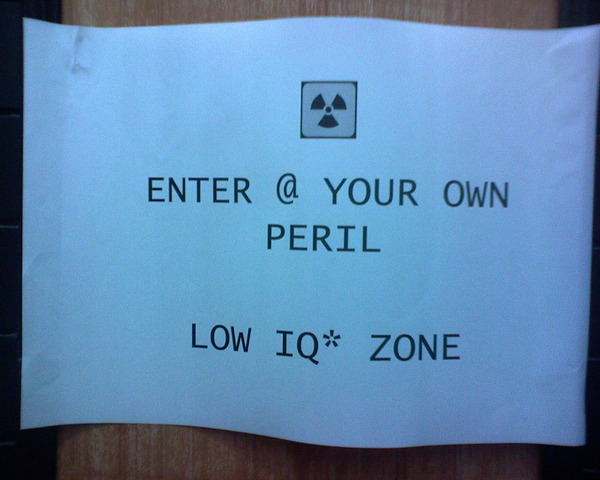 ENTER @ YOUR OWN
PERIL
LOW IQ* ZONE